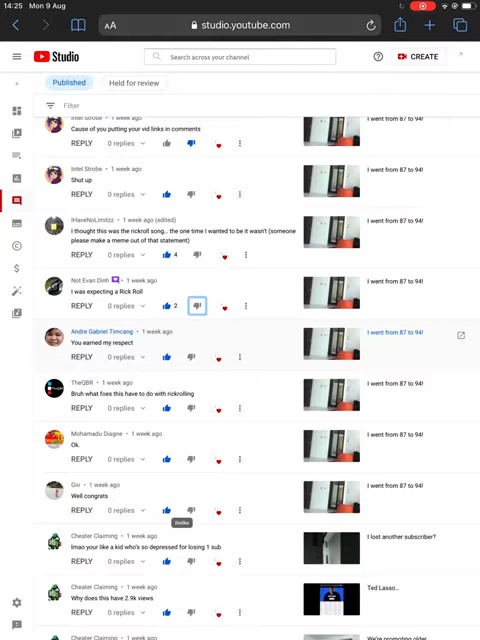 14:25 Mon 9 Aug
AA studio.youtube.com
Studio Search across your channel CREATE
Published Held for review
Filter
Intel Strobe • 1 week ago
Cause of you putting your vid links in comments
I went from 87 to 94!
REPLY 0 replies
Intel Strobe • 1 week ago
Shut up
I went from 87 to 94!
REPLY 0 replies
IHaveNoLimitzz • 1 week ago (edited)
I thought this was the rickroll song... the one time I wanted to be it wasn't (someone
please make a meme out of that statement)
I went from 87 to 94!
REPLY 0 replies 4
Not Evan Dinh • 1 week ago
I was expecting a Rick Roll
I went from 87 to 94!
REPLY 0 replies 2
Andre Gabriel Timcang • 1 week ago
You earned my respect
I went from 87 to 94!
REPLY 0 replies
TheQBR • 1 week ago
Bruh what foes this have to do with rickrolling
I went from 87 to 94!
REPLY 0 replies
Mohamadu Diagne • 1 week ago
Ok.
I went from 87 to 94!
REPLY 0 replies
Gio • 1 week ago
Well congrats
I went from 87 to 94!
REPLY 0 replies
Dislike
Cheater Claiming • 1 week ago
lmao your like a kid who's so depressed for losing 1 sub
I lost another subscriber?
REPLY 0 replies
Cheater Claiming • 1 week ago
Why does this have 2.9k views
Ted Lasso...
REPLY 0 replies
Cheater Claiming • 1 week ago
We're promoting older